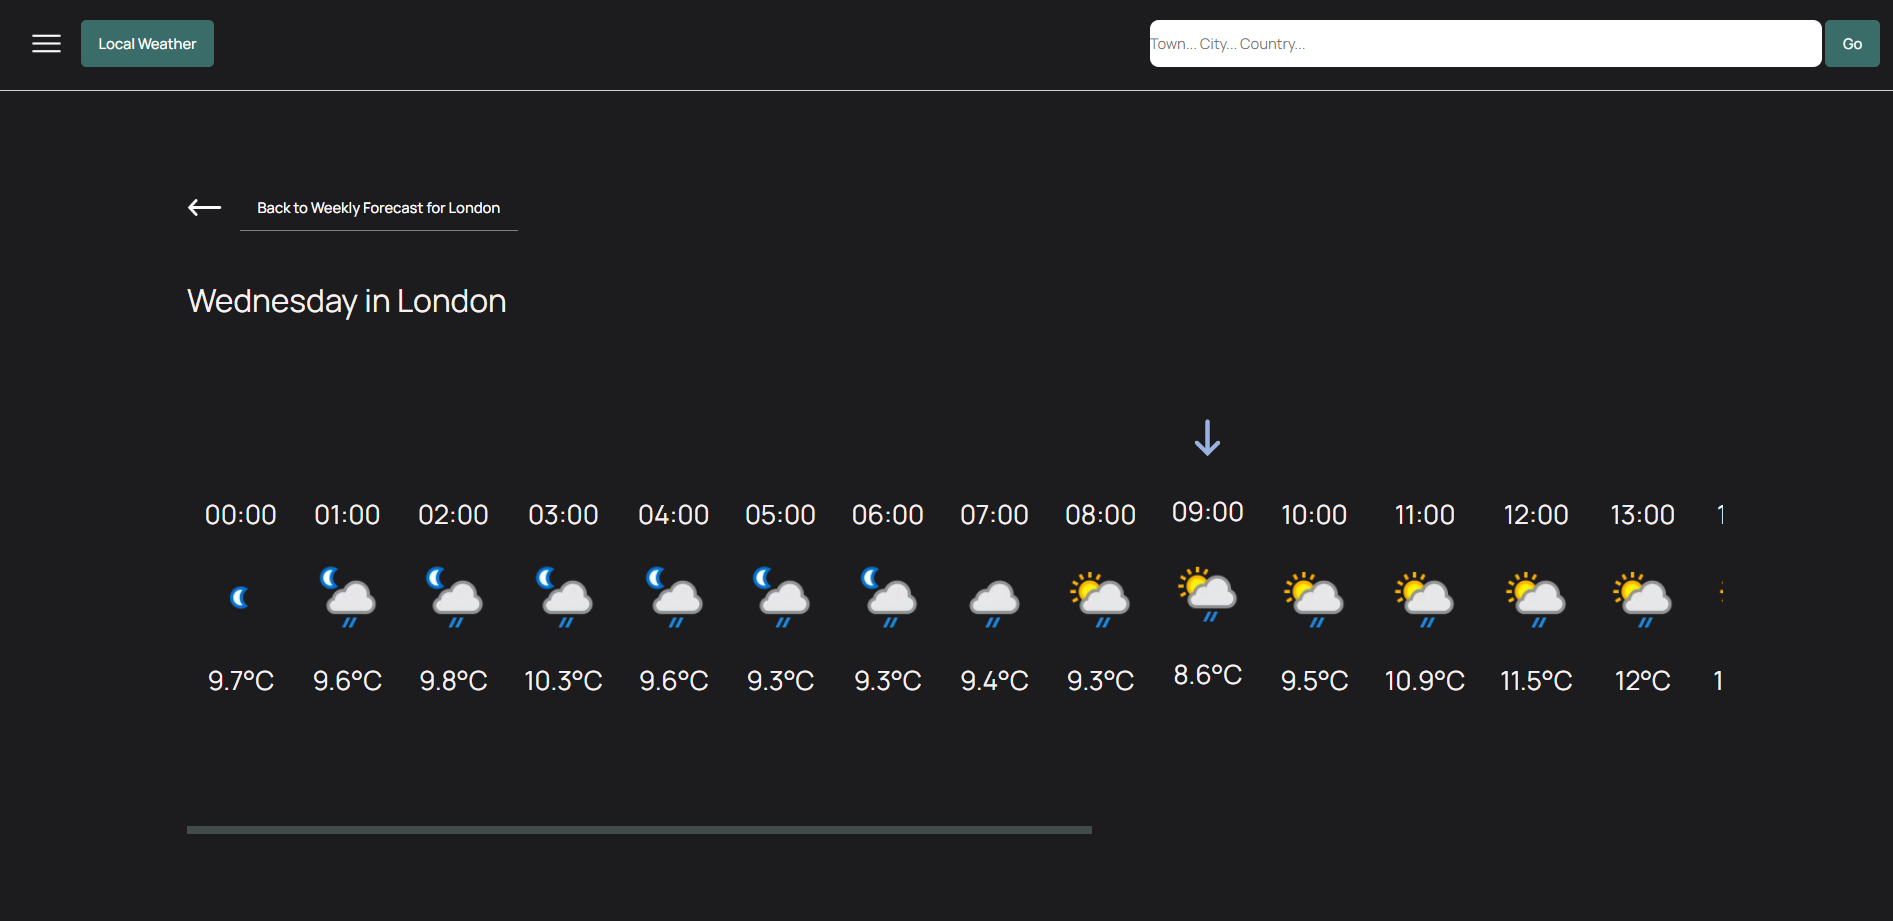 Local Weather
Town... City... Country...
Go
Back to Weekly Forecast for London
Wednesday in London
00:00 01:00 02:00 03:00 04:00 05:00 06:00 07:00 08:00 09:00 10:00 11:00 12:00 13:00 1
9.7°C 9.6°C 9.8°C 10.3°C 9.6°C 9.3°C 9.3°C 9.4°C 9.3°C 8.6°C 9.5°C 10.9°C 11.5°C 12°C 1